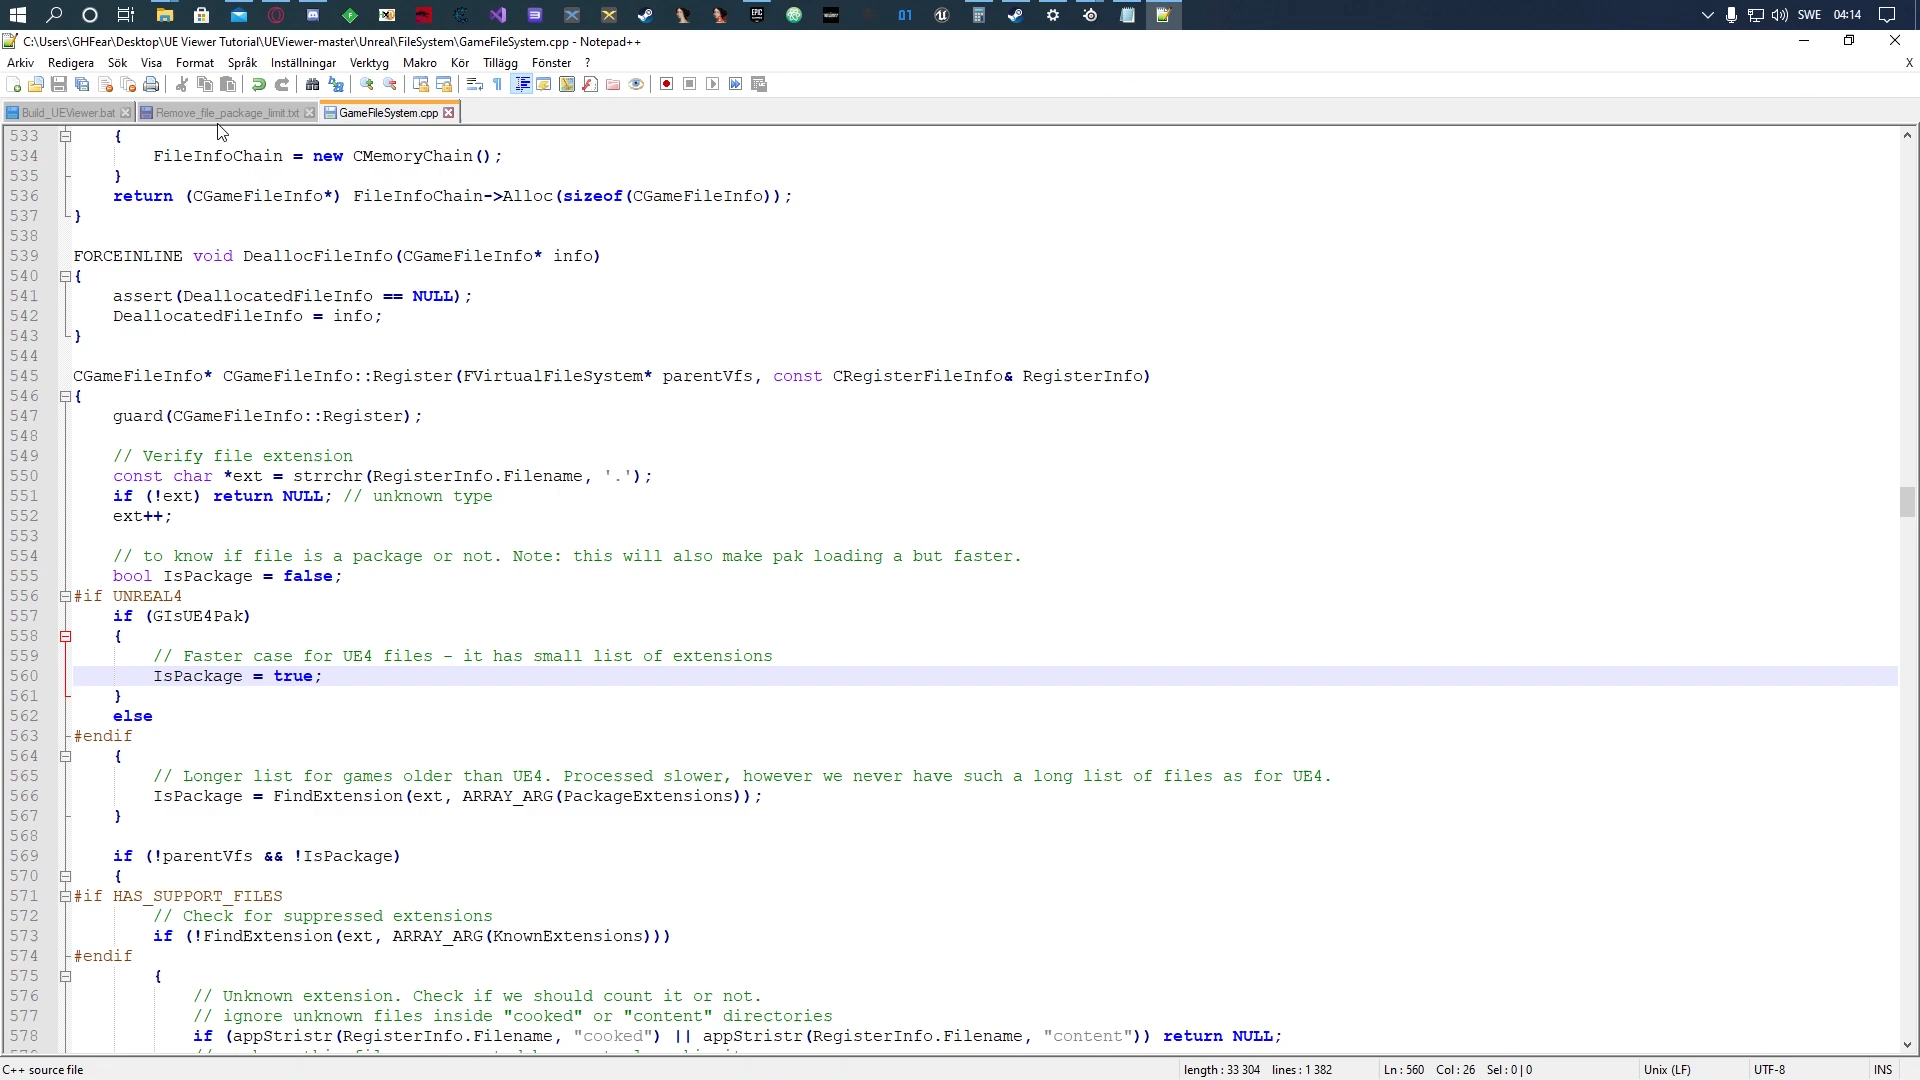 SWE 04:14
C:\Users\GHFear\Desktop\UE Viewer Tutorial\UEViewer-master\Unreal\FileSystem\GameFileSystem.cpp - Notepad++
Arkiv Redigera Sök Visa Format Språk Inställningar Verktyg Makro Kör Tillägg Fönster ? X
Build_UEViewer.bat Remove_file_package_limit.txt GameFileSystem.cpp
533 {
534 FileInfoChain = new CMemoryChain();
535 }
536 return (CGameFileInfo*) FileInfoChain->Alloc(sizeof(CGameFileInfo));
537 }
538
539 FORCEINLINE void DeallocFileInfo(CGameFileInfo* info)
540 {
541 assert(DeallocatedFileInfo == NULL);
542 DeallocatedFileInfo = info;
543 }
544
545 CGameFileInfo* CGameFileInfo::Register(FVirtualFileSystem* parentVfs, const CRegisterFileInfo& RegisterInfo)
546 {
547 guard(CGameFileInfo::Register);
548
549 // Verify file extension
550 const char *ext = strrchr(RegisterInfo.Filename, '.');
551 if (!ext) return NULL; // unknown type
552 ext++;
553
554 // to know if file is a package or not. Note: this will also make pak loading a but faster.
555 bool IsPackage = false;
556 #if UNREAL4
557 if (GIsUE4Pak)
558 {
559 // Faster case for UE4 files - it has small list of extensions
560 IsPackage = true;
561 }
562 else
563 #endif
564 {
565 // Longer list for games older than UE4. Processed slower, however we never have such a long list of files as for UE4.
566 IsPackage = FindExtension(ext, ARRAY_ARG(PackageExtensions));
567 }
568
569 if (!parentVfs && !IsPackage)
570 {
571 #if HAS_SUPPORT_FILES
572 // Check for suppressed extensions
573 if (!FindExtension(ext, ARRAY_ARG(KnownExtensions)))
574 #endif
575 {
576 // Unknown extension. Check if we should count it or not.
577 // ignore unknown files inside "cooked" or "content" directories
578 if (appStristr(RegisterInfo.Filename, "cooked") || appStristr(RegisterInfo.Filename, "content")) return NULL;
C++ source file length : 33 304 lines : 1 382 Ln : 560 Col : 26 Sel : 0 | 0 Unix (LF) UTF-8 INS